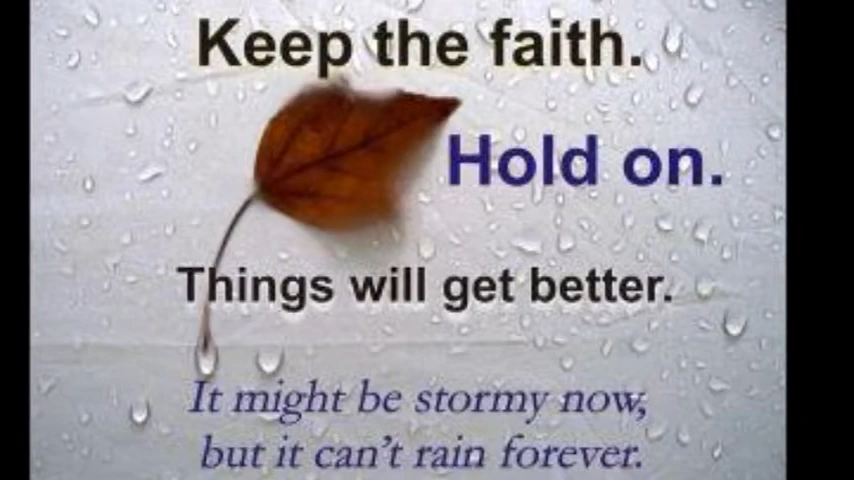 Keep the faith.
Hold on.
Things will get better.
It might be stormy now,
but it can't rain forever.